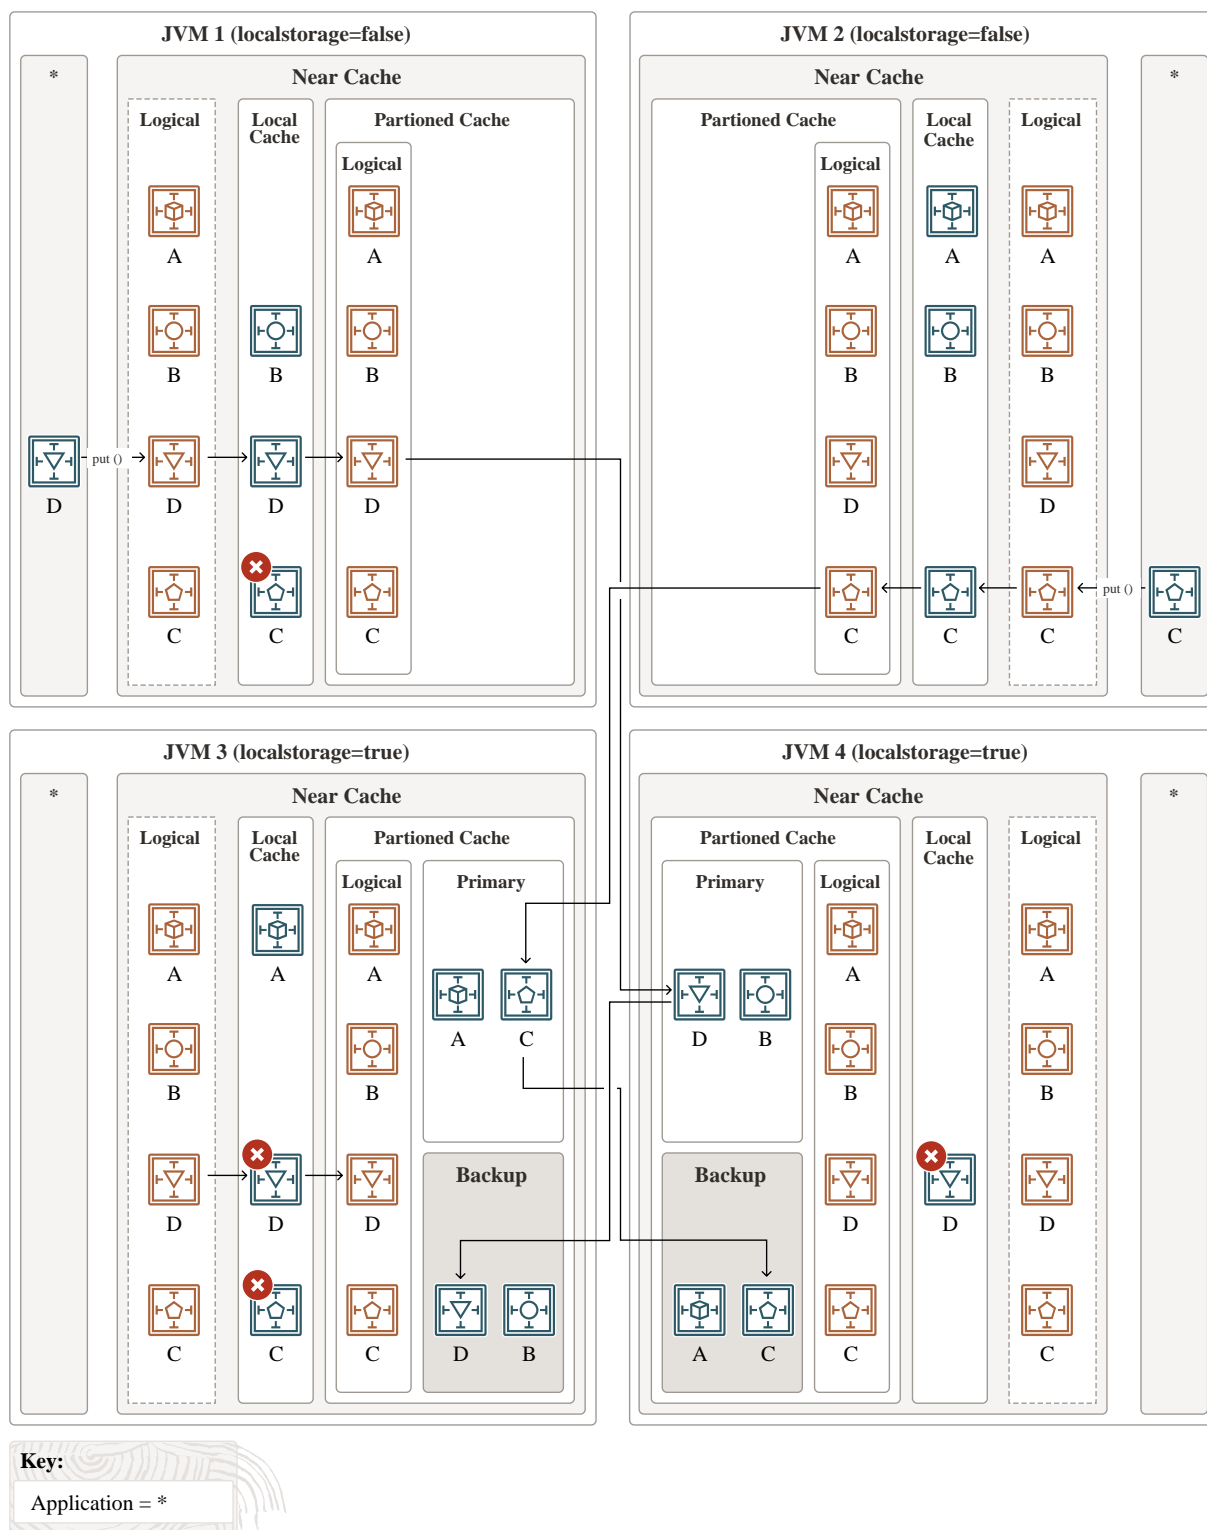 JVM 1 (localstorage=false)
*
Near Cache
Logical
Local
Cache
Partioned Cache
Logical
A
A
B
B
B
put ()
D
D
D
D
C
C
C
JVM 2 (localstorage=false)
Near Cache
*
Partioned Cache
Local
Cache
Logical
Logical
A
A
A
B
B
B
D
D
put ()
C
C
C
C
JVM 3 (localstorage=true)
*
Near Cache
Logical
Local
Cache
Partioned Cache
Logical
Primary
A
A
A
A
C
B
B
D
D
D
Backup
C
C
C
D
B
JVM 4 (localstorage=true)
Near Cache
*
Partioned Cache
Local
Cache
Logical
Primary
Logical
A
A
D
B
B
B
Backup
D
D
D
A
C
C
C
Key:
Application = *